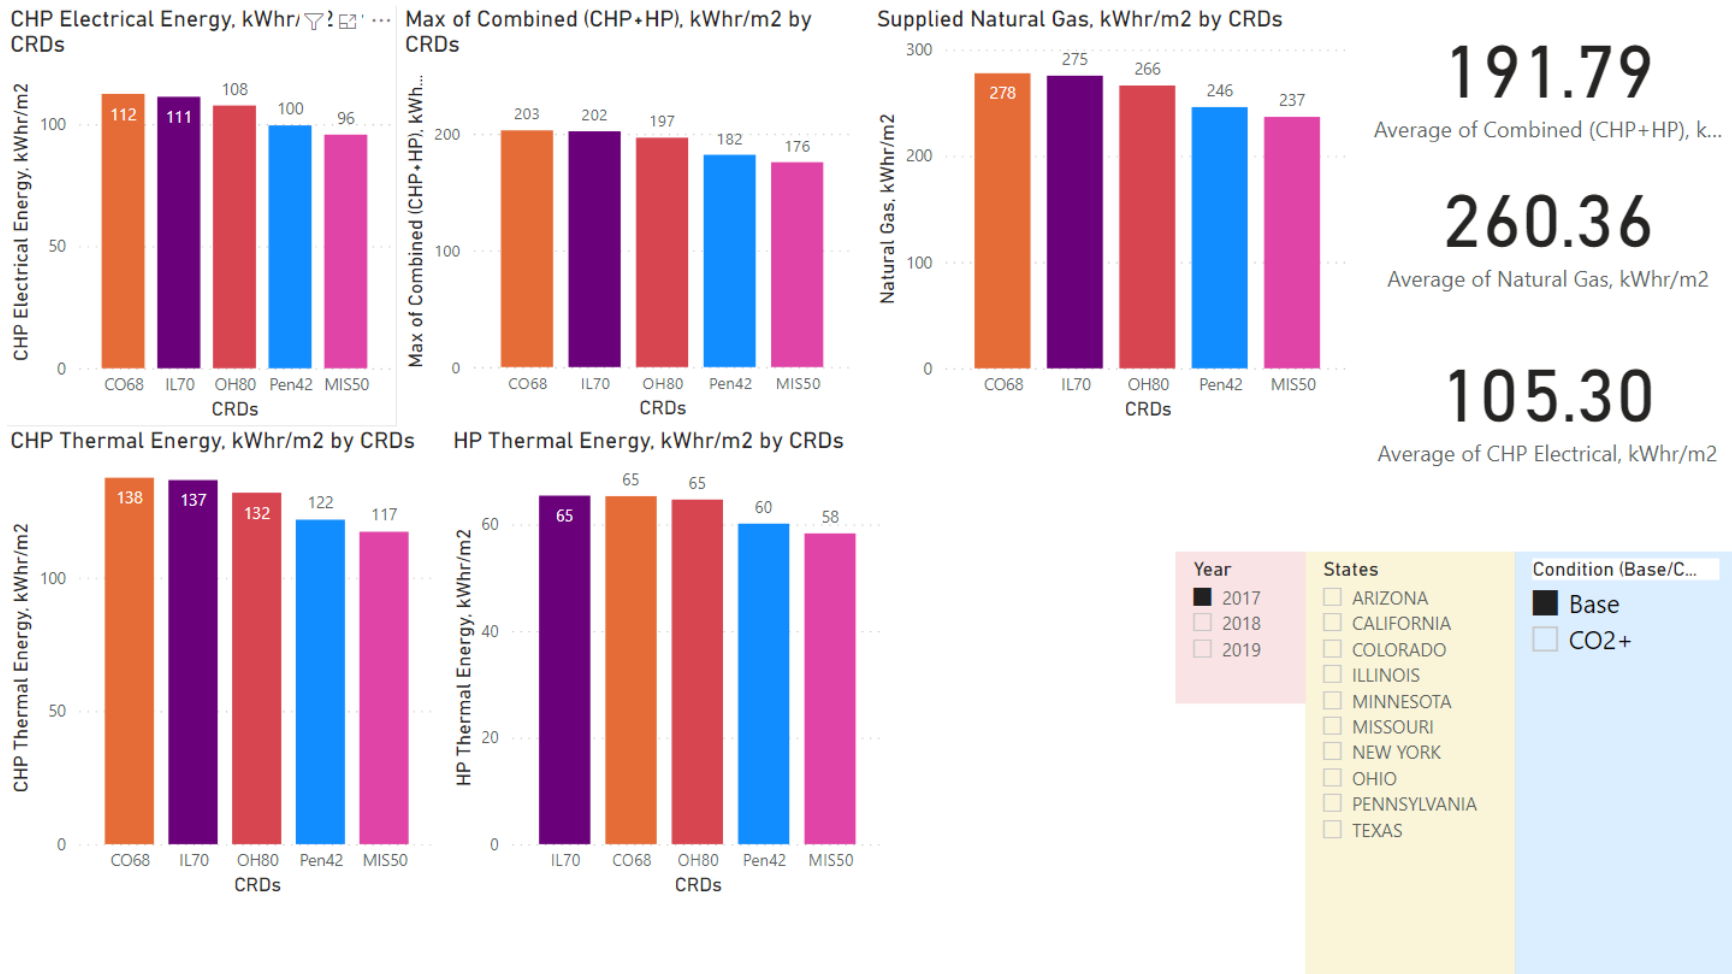 CHP Electrical Energy, kWhr/
CRDs
CHP Electrical Energy, kWhr/m2
100
50
0
112
111
108
100
96
CO68
IL70
OH80
Pen42
MIS50
CRDs
Max of Combined (CHP+HP), kWhr/m2 by
CRDs
Max of Combined (CHP+HP), kWh...
200
100
0
203
202
197
182
176
CO68
IL70
OH80
Pen42
MIS50
CRDs
Supplied Natural Gas, kWhr/m2 by CRDs
Natural Gas, kWhr/m2
300
200
100
0
278
275
266
246
237
CO68
IL70
OH80
Pen42
MIS50
CRDs
191.79
Average of Combined (CHP+HP), k...
260.36
Average of Natural Gas, kWhr/m2
105.30
Average of CHP Electrical, kWhr/m2
CHP Thermal Energy, kWhr/m2 by CRDs
CHP Thermal Energy, kWhr/m2
100
50
0
138
137
132
122
117
CO68
IL70
OH80
Pen42
MIS50
CRDs
HP Thermal Energy, kWhr/m2 by CRDs
HP Thermal Energy, kWhr/m2
60
40
20
0
65
65
65
60
58
IL70
CO68
OH80
Pen42
MIS50
CRDs
Year
2017
2018
2019
States
ARIZONA
CALIFORNIA
COLORADO
ILLINOIS
MINNESOTA
MISSOURI
NEW YORK
OHIO
PENNSYLVANIA
TEXAS
Condition (Base/C...
Base
CO2+